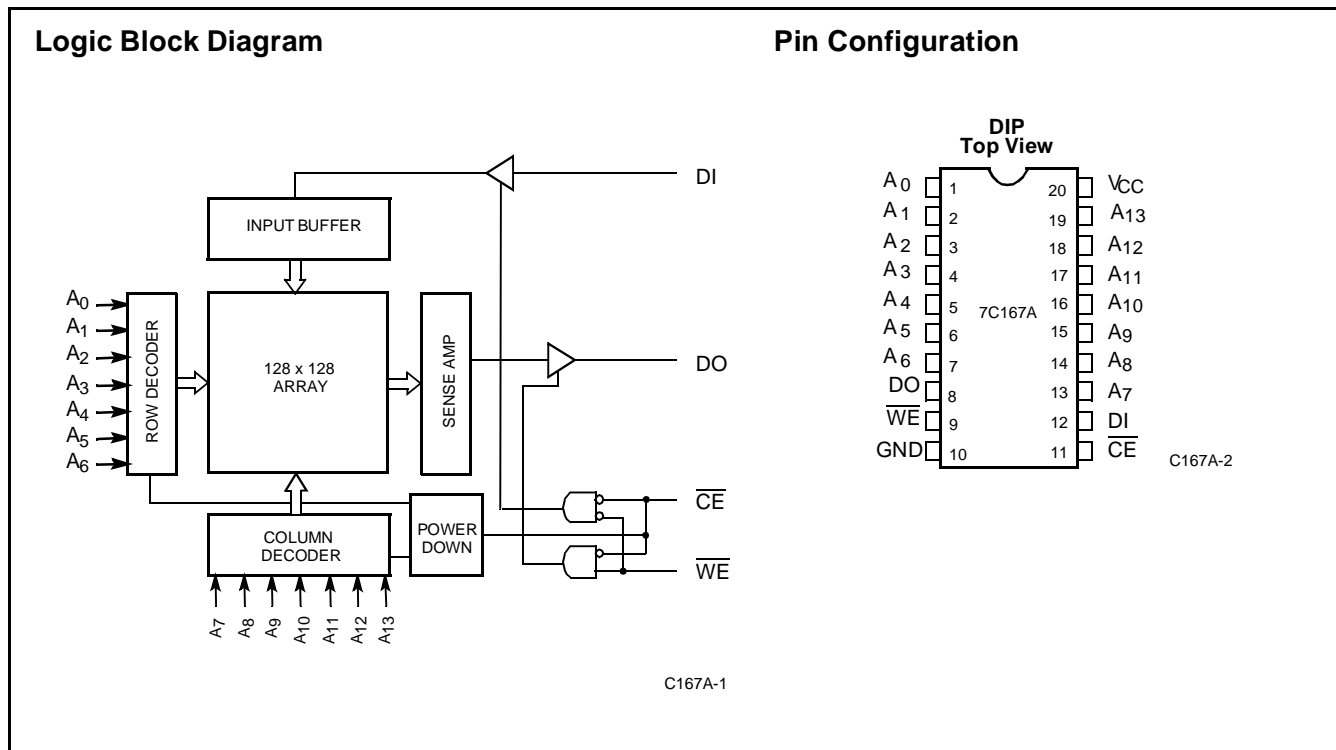 Logic Block Diagram
DI
INPUT BUFFER
A0
A1
A2
A3
A4
A5
A6
ROW DECODER
128 x 128
ARRAY
SENSE AMP
DO
COLUMN
DECODER
POWER
DOWN
C̅E̅
W̅E̅
A7
A8
A9
A10
A11
A12
A13
C167A-1
Pin Configuration
DIP
Top View
A0 1 20 VCC
A1 2 19 A13
A2 3 18 A12
A3 4 17 A11
A4 5 16 A10
7C167A
A5 6 15 A9
A6 7 14 A8
DO 8 13 A7
W̅E̅ 9 12 DI
GND 10 11 C̅E̅
C167A-2